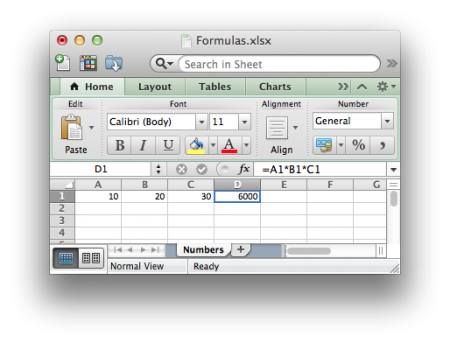 Formulas.xlsx
Search in Sheet
Home Layout Tables Charts
Edit Font Alignment Number
Calibri (Body) 11 General
Paste B I U A Align % ,
D1 fx =A1*B1*C1
A B C D E F G
1 10 20 30 6000
2
3
4
Numbers +
Normal View Ready